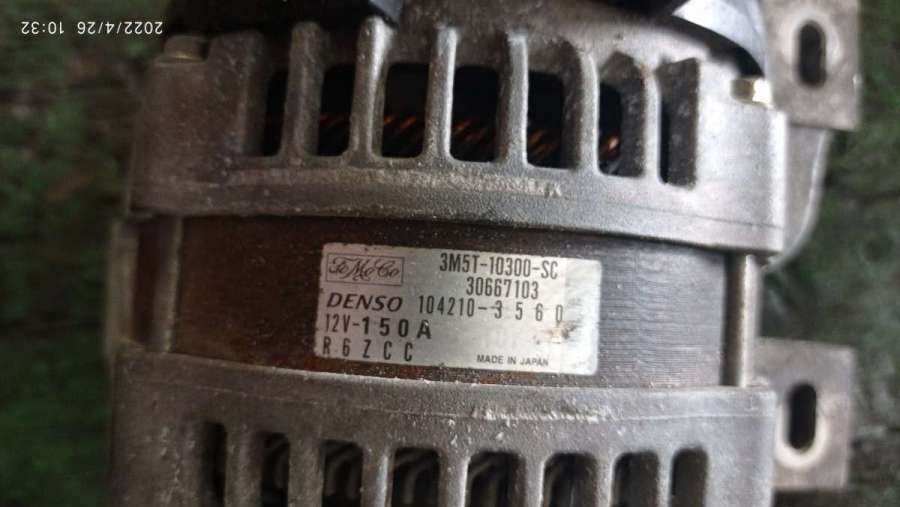 2022/4/26 10:32
FoMoCo
3M5T-10300-SC
30667103
DENSO 104210-3560
12V-150A
R6ZCC
MADE IN JAPAN